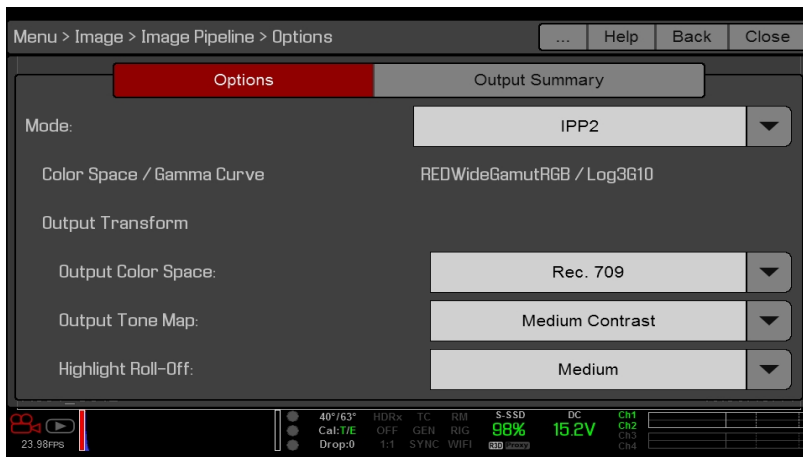 Menu > Image > Image Pipeline > Options ... Help Back Close
Options Output Summary
Mode: IPP2
Color Space / Gamma Curve REDWideGamutRGB / Log3G10
Output Transform
Output Color Space: Rec. 709
Output Tone Map: Medium Contrast
Highlight Roll-Off: Medium
40°/63° HDRx TC RM S-SSD DC Ch1
Cal:T/E OFF GEN RIG 98% 15.2V Ch2
23.98FPS Drop:0 1:1 SYNC WIFI R3D Proxy Ch3
Ch4